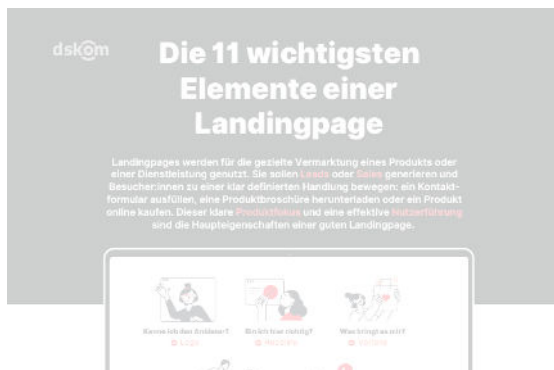 dskom
Die 11 wichtigsten
Elemente einer
Landingpage
Landingpages werden für die gezielte Vermarktung eines Produkts oder
einer Dienstleistung genutzt. Sie sollen Leads oder Sales generieren und
Besucher:innen zu einer klar definierten Handlung bewegen: ein Kontakt-
formular ausfüllen, eine Produktbroschüre herunterladen oder ein Produkt
online kaufen. Dieser klare Produktfokus und eine effektive Nutzerführung
sind die Haupteigenschaften einer guten Landingpage.
Kenne ich den Anbieter? Bin ich hier richtig? Was bringt es mir?
Logo Vorteile